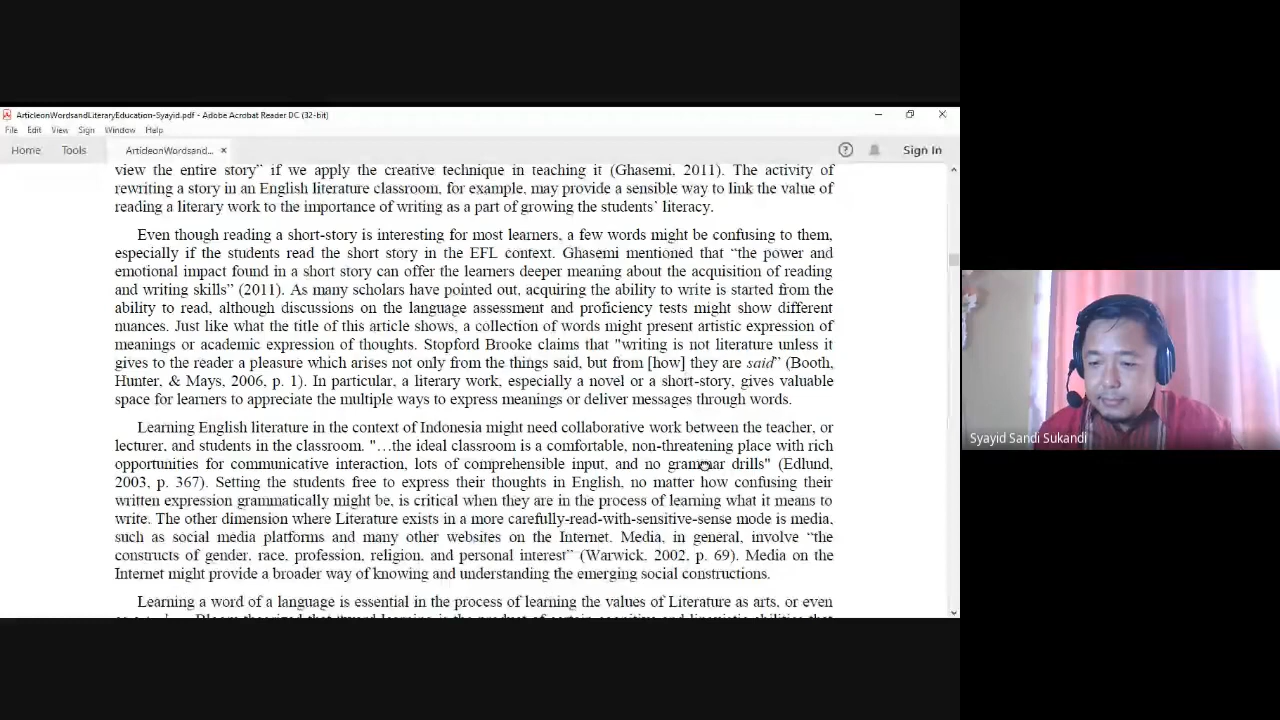 ArticleonWordsandLiteraryEducation-Syayid.pdf - Adobe Acrobat Reader DC (32-bit)
File Edit View Sign Window Help
Home Tools ArticleonWordsand... × Sign In
view the entire story” if we apply the creative technique in teaching it (Ghasemi, 2011). The activity of
rewriting a story in an English literature classroom, for example, may provide a sensible way to link the value of
reading a literary work to the importance of writing as a part of growing the students’ literacy.
Even though reading a short-story is interesting for most learners, a few words might be confusing to them,
especially if the students read the short story in the EFL context. Ghasemi mentioned that “the power and
emotional impact found in a short story can offer the learners deeper meaning about the acquisition of reading
and writing skills” (2011). As many scholars have pointed out, acquiring the ability to write is started from the
ability to read, although discussions on the language assessment and proficiency tests might show different
nuances. Just like what the title of this article shows, a collection of words might present artistic expression of
meanings or academic expression of thoughts. Stopford Brooke claims that "writing is not literature unless it
gives to the reader a pleasure which arises not only from the things said, but from [how] they are said” (Booth,
Hunter, & Mays, 2006, p. 1). In particular, a literary work, especially a novel or a short-story, gives valuable
space for learners to appreciate the multiple ways to express meanings or deliver messages through words.
Learning English literature in the context of Indonesia might need collaborative work between the teacher, or
lecturer, and students in the classroom. "…the ideal classroom is a comfortable, non-threatening place with rich
opportunities for communicative interaction, lots of comprehensible input, and no grammar drills" (Edlund,
2003, p. 367). Setting the students free to express their thoughts in English, no matter how confusing their
written expression grammatically might be, is critical when they are in the process of learning what it means to
write. The other dimension where Literature exists in a more carefully-read-with-sensitive-sense mode is media,
such as social media platforms and many other websites on the Internet. Media, in general, involve “the
constructs of gender, race, profession, religion, and personal interest” (Warwick, 2002, p. 69). Media on the
Internet might provide a broader way of knowing and understanding the emerging social constructions.
Learning a word of a language is essential in the process of learning the values of Literature as arts, or even
Syayid Sandi Sukandi